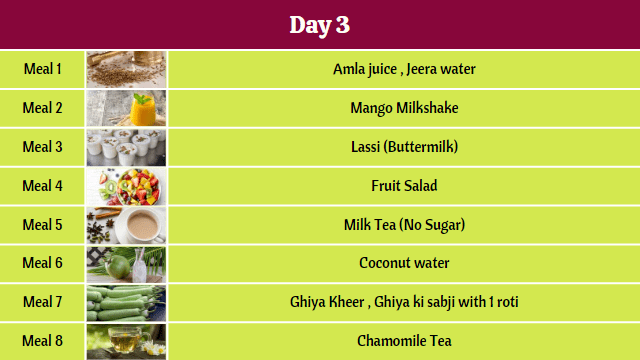 Day 3
Meal 1 Amla juice , Jeera water
Meal 2 Mango Milkshake
Meal 3 Lassi (Buttermilk)
Meal 4 Fruit Salad
Meal 5 Milk Tea (No Sugar)
Meal 6 Coconut water
Meal 7 Ghiya Kheer , Ghiya ki sabji with 1 roti
Meal 8 Chamomile Tea